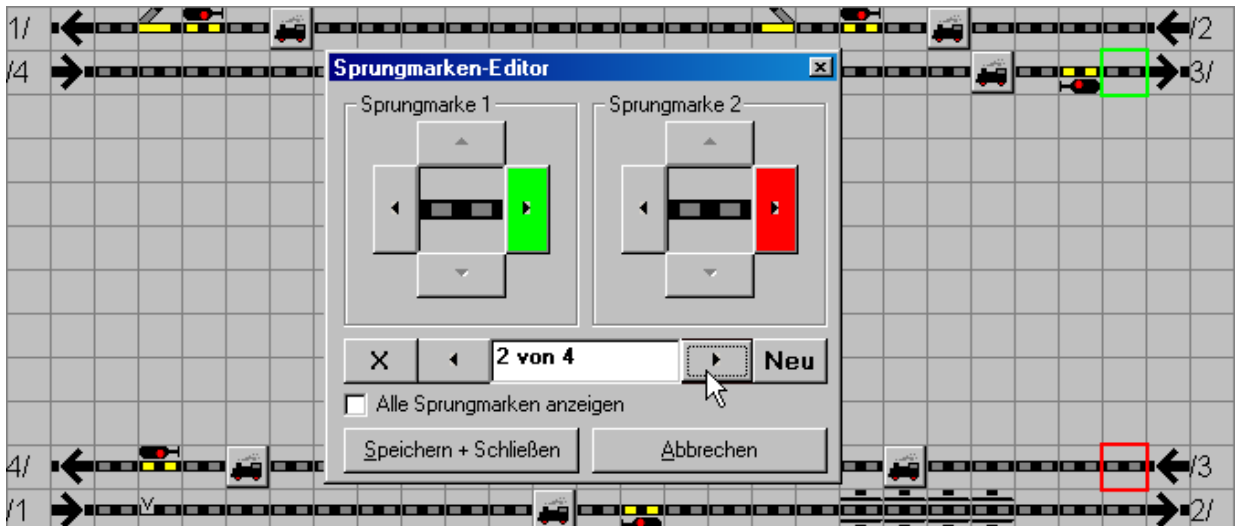 1/
/2
/4
3/
Sprungmarken-Editor
Sprungmarke 1
Sprungmarke 2
X
2 von 4
Neu
Alle Sprungmarken anzeigen
Speichern + Schließen
Abbrechen
4/
/3
/1
V
2/